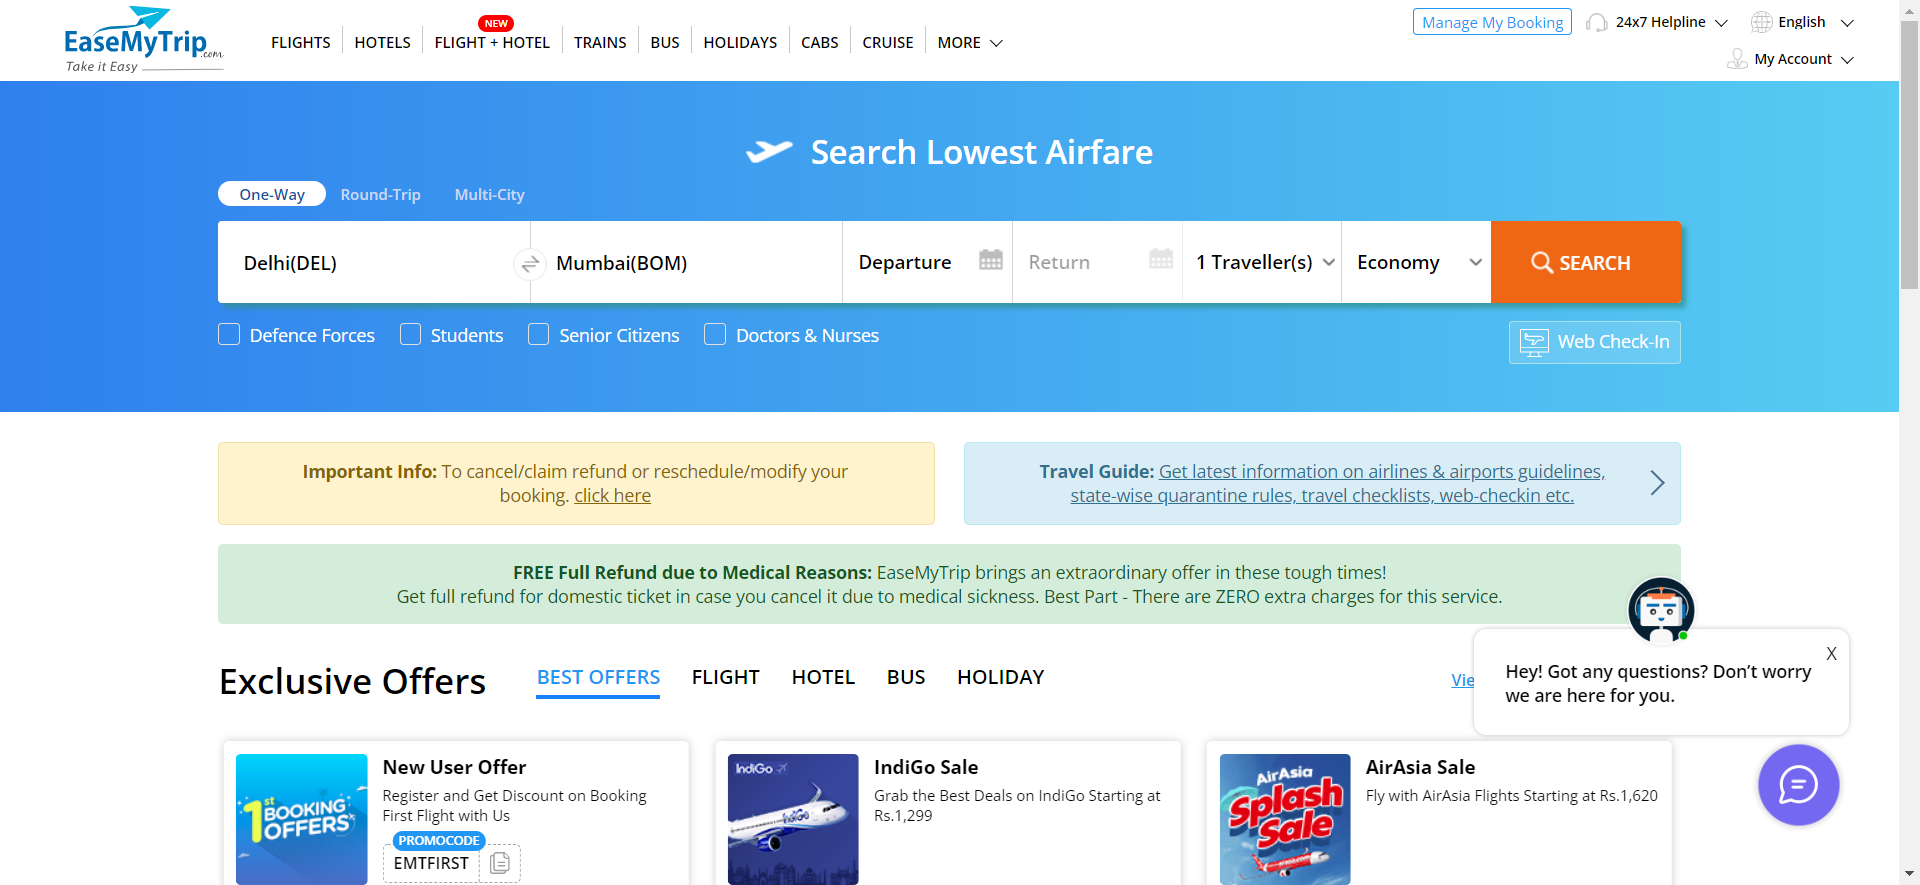 EaseMyTrip.com
Take it Easy
FLIGHTS
HOTELS
NEW
FLIGHT + HOTEL
TRAINS
BUS
HOLIDAYS
CABS
CRUISE
MORE
Manage My Booking
24x7 Helpline
English
My Account
Search Lowest Airfare
One-Way
Round-Trip
Multi-City
Delhi(DEL)
Mumbai(BOM)
Departure
Return
1 Traveller(s)
Economy
SEARCH
Defence Forces
Students
Senior Citizens
Doctors & Nurses
Web Check-In
Important Info: To cancel/claim refund or reschedule/modify your
booking. click here
Travel Guide: Get latest information on airlines & airports guidelines,
state-wise quarantine rules, travel checklists, web-checkin etc.
FREE Full Refund due to Medical Reasons: EaseMyTrip brings an extraordinary offer in these tough times!
Get full refund for domestic ticket in case you cancel it due to medical sickness. Best Part - There are ZERO extra charges for this service.
Exclusive Offers
BEST OFFERS
FLIGHT
HOTEL
BUS
HOLIDAY
Vie
X
Hey! Got any questions? Don't worry
we are here for you.
1st BOOKING OFFERS
New User Offer
Register and Get Discount on Booking
First Flight with Us
PROMOCODE
EMTFIRST
IndiGo
IndiGo
IndiGo Sale
Grab the Best Deals on IndiGo Starting at
Rs.1,299
AirAsia
Splash
Sale
AirAsia Sale
Fly with AirAsia Flights Starting at Rs.1,620